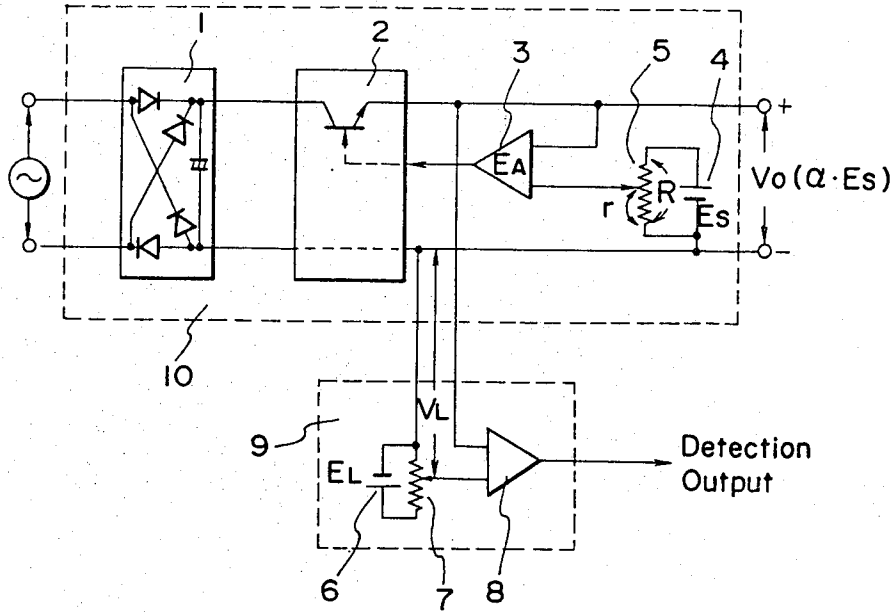 1
2
3
5
4
+
EA
R
r
Es
Vo(α·Es)
−
10
9
VL
EL
Detection
Output
6
7
8